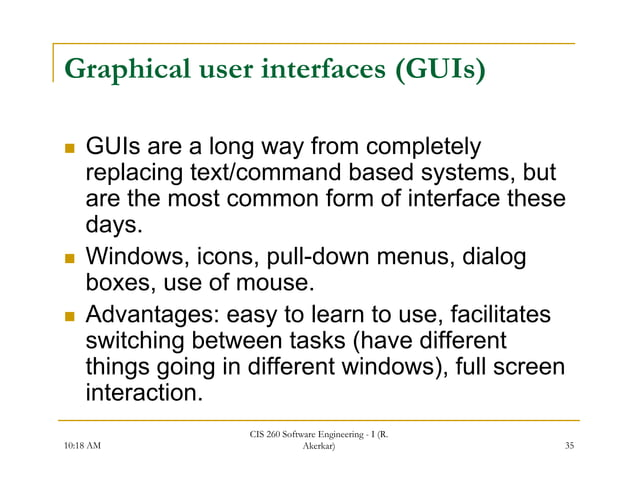 Graphical user interfaces (GUIs)
GUIs are a long way from completely
replacing text/command based systems, but
are the most common form of interface these
days.
Windows, icons, pull-down menus, dialog
boxes, use of mouse.
Advantages: easy to learn to use, facilitates
switching between tasks (have different
things going in different windows), full screen
interaction.
10:18 AM
CIS 260 Software Engineering - I (R.
Akerkar)
35